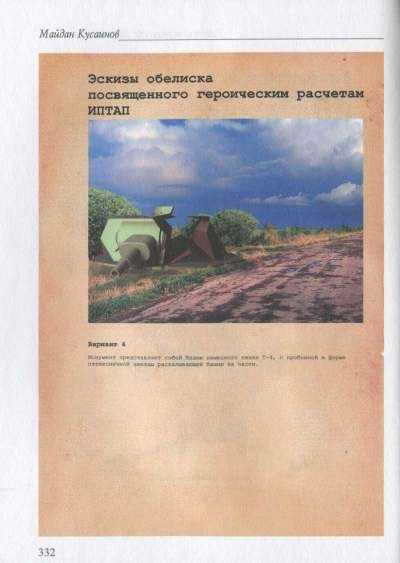 Майдан Кусаинов
Эскизы обелиска
посвященного героическим расчетам
ИПТАП
Вариант 4
Монумент представляет собой башню немецкого танка Т-4, с пробоиной в форме
пятиконечной звезды раскалывающей башню на части.
332